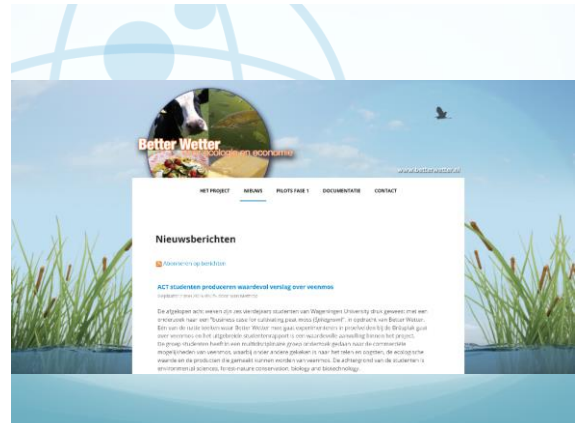 Better Wetter
ecologie en economie
www.betterwetter.nl
HET PROJECT NIEUWS PILOTS FASE 1 DOCUMENTATIE CONTACT
Nieuwsberichten
Abonneren op berichten
ACT studenten produceren waardevol verslag over veenmos
De afgelopen acht weken zijn zes vierdejaars studenten van Wageningen University druk geweest met een
onderzoek naar een "business case for cultivating peat moss (Sphagnum)", in opdracht van Better Wetter.
Eén van de natte teelten waar Better Wetter mee gaat experimenteren in proefvelden bij de gaat
over veenmos en het uitgebreide studentenrapport is een waardevolle aanvulling binnen het project.
De groep studenten heeft in een multidisciplinaire groep onderzoek gedaan naar de commerciële
mogelijkheden van veenmos, waarbij onder andere gekeken is naar het telen en oogsten, de ecologische
waarde en de producten die gemaakt kunnen worden van veenmos. De achtergrond van de studenten is
environmental sciences, forest-nature conservation, biology and biotechnology.